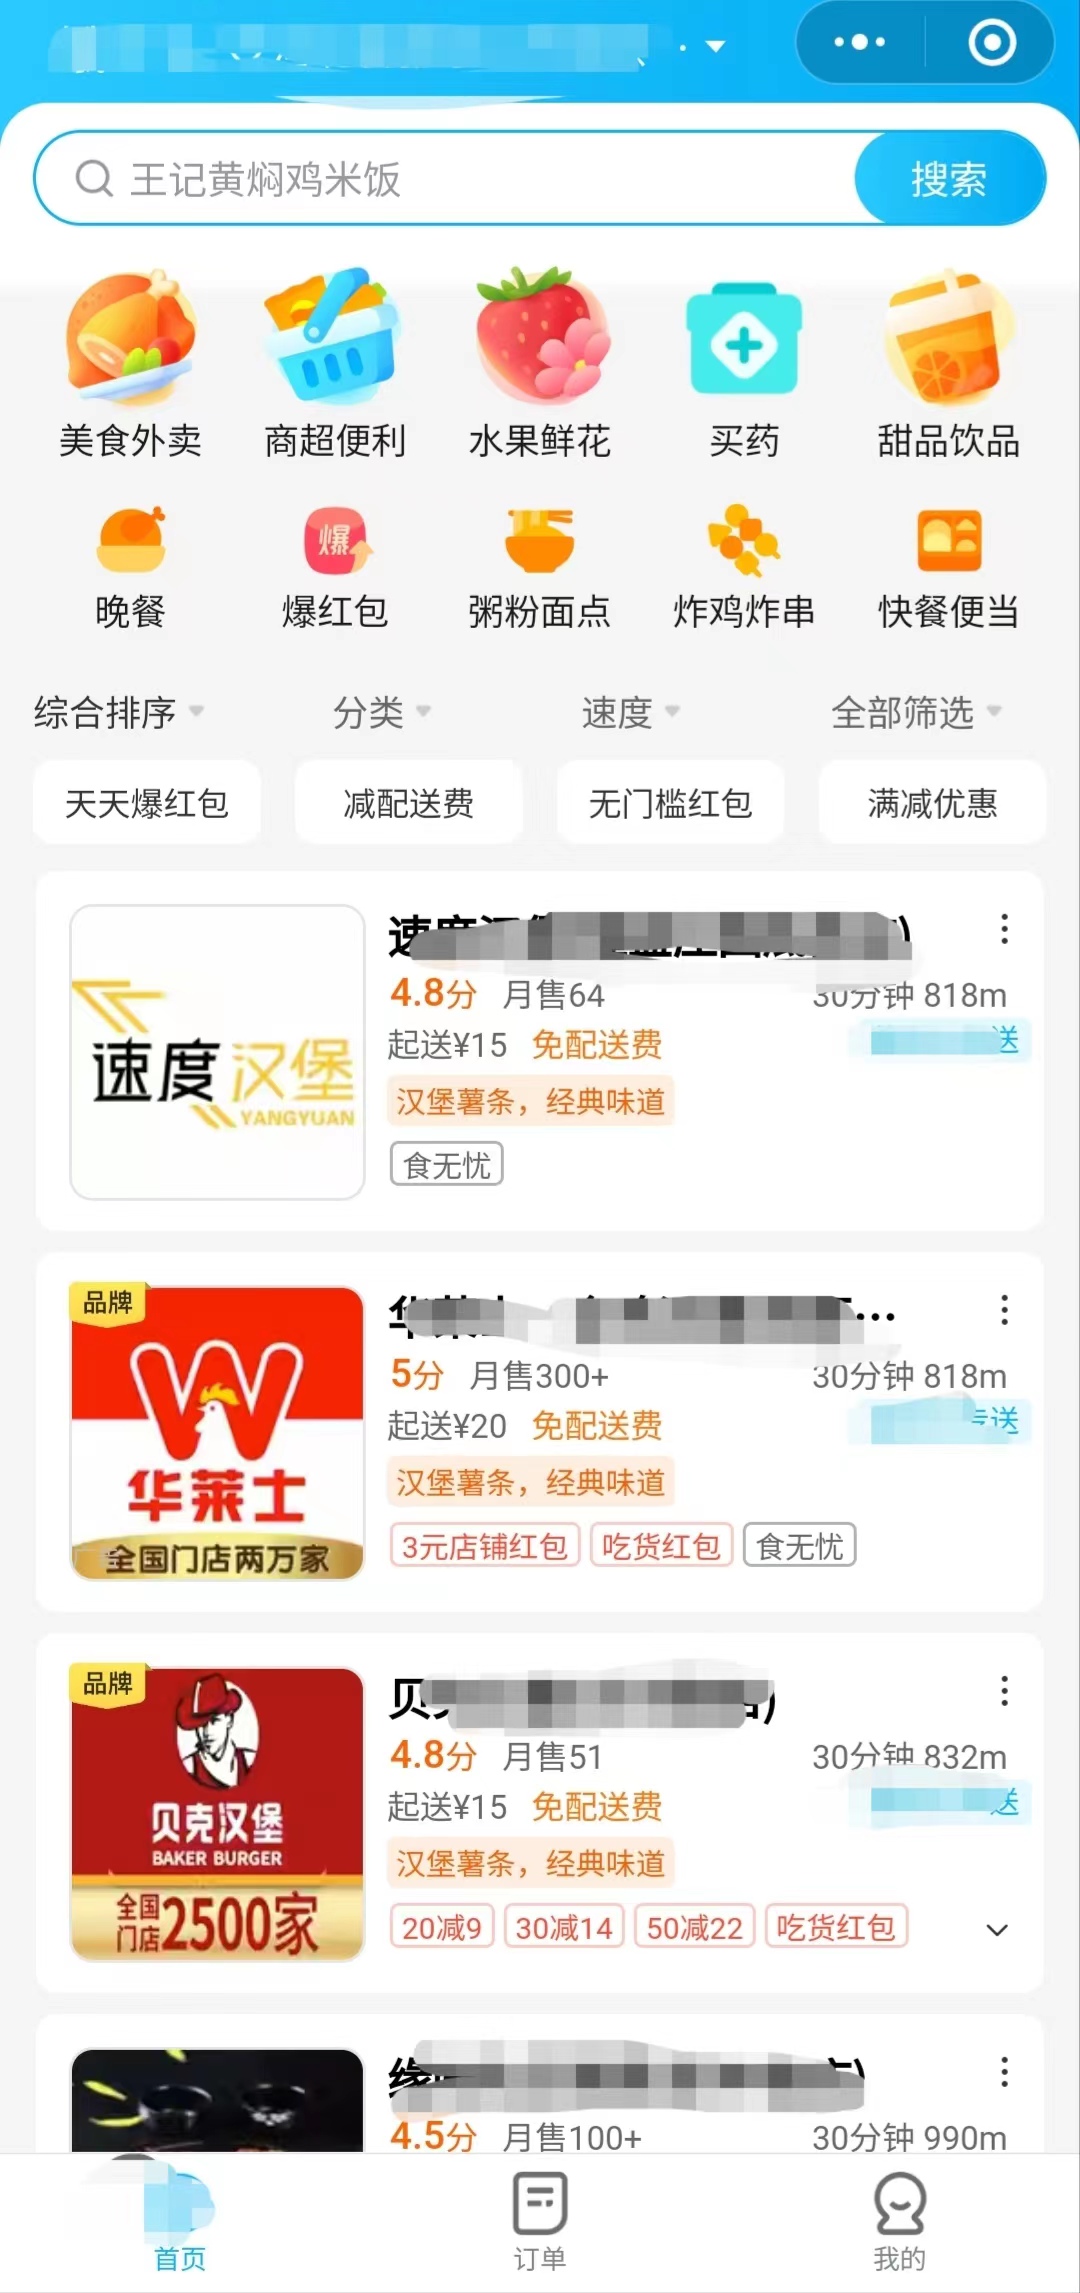 王记黄焖鸡米饭 搜索
美食外卖 商超便利 水果鲜花 买药 甜品饮品
爆
晚餐 爆红包 粥粉面点 炸鸡炸串 快餐便当
综合排序 分类 速度 全部筛选
天天爆红包 减配送费 无门槛红包 满减优惠
速度汉堡
YANGYUAN
速度
4.8分 月售64 30分钟 818m
起送¥15 免配送费 送
汉堡薯条，经典味道
食无忧
品牌
华莱士
全国门店两万家
华莱士
5分 月售300+ 30分钟 818m
起送¥20 免配送费 送
汉堡薯条，经典味道
3元店铺红包 吃货红包 食无忧
品牌
贝克汉堡
BAKER BURGER
全国门店2500家
贝
4.8分 月售51 30分钟 832m
起送¥15 免配送费 送
汉堡薯条，经典味道
20减9 30减14 50减22 吃货红包
缘
4.5分 月售100+ 30分钟 990m
首页 订单 我的